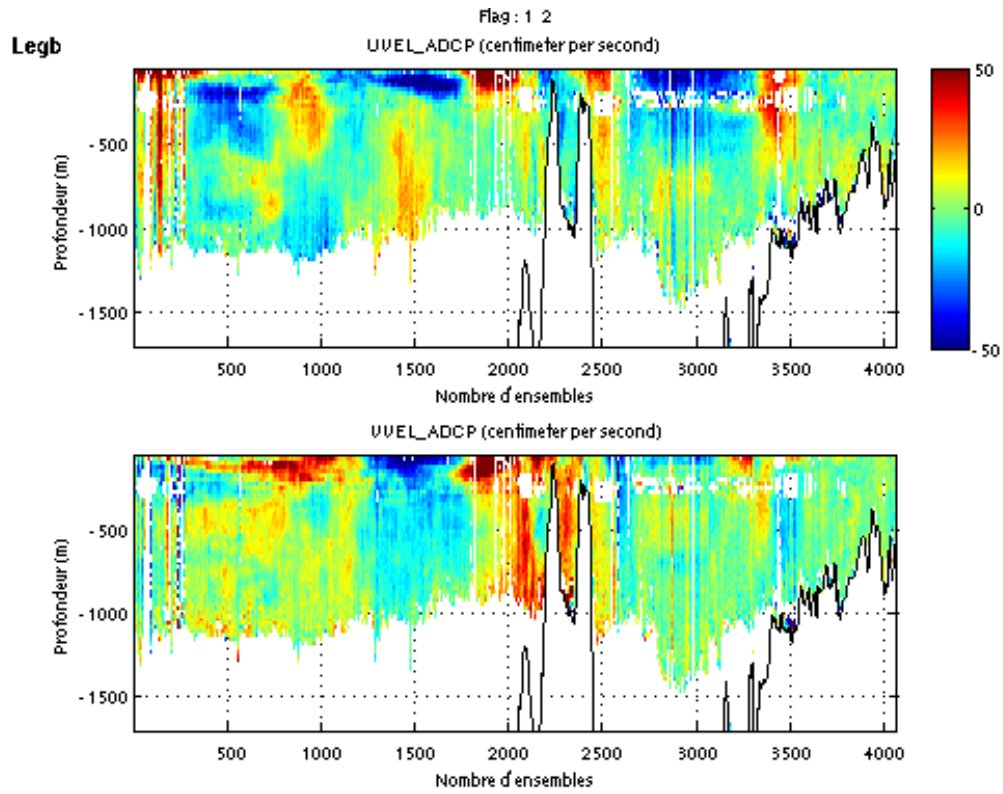 Flag : 1 2
Legb
UVEL_ADCP (centimeter per second)
Profondeur (m)
-500
-1000
-1500
500 1000 1500 2000 2500 3000 3500 4000
Nombre d'ensembles
50
0
-50
VVEL_ADCP (centimeter per second)
Profondeur (m)
-500
-1000
-1500
500 1000 1500 2000 2500 3000 3500 4000
Nombre d'ensembles